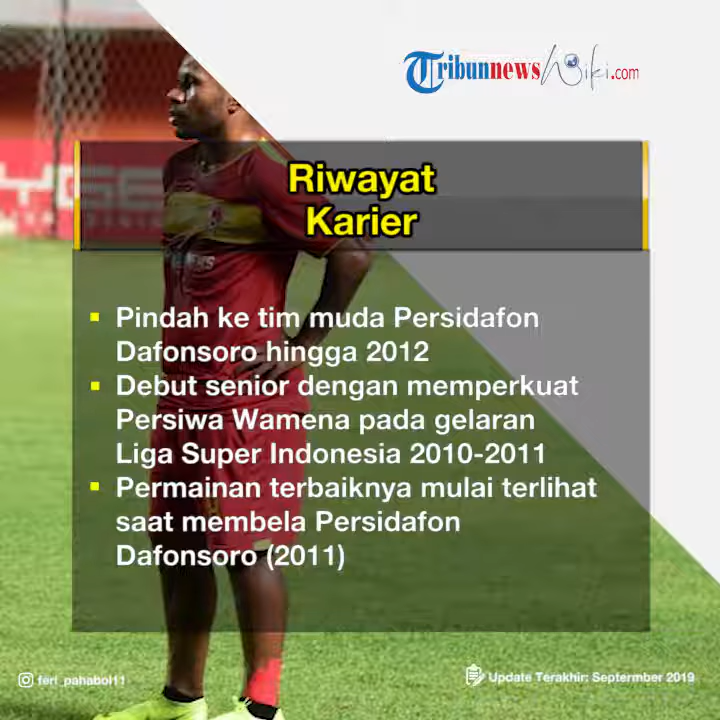 Tribunnews Wiki.com
Riwayat
Karier
Pindah ke tim muda Persidafon
Dafonsoro hingga 2012
Debut senior dengan memperkuat
Persiwa Wamena pada gelaran
Liga Super Indonesia 2010-2011
Permainan terbaiknya mulai terlihat
saat membela Persidafon
Dafonsoro (2011)
feri_pahabol11
Update Terakhir: Septermber 2019